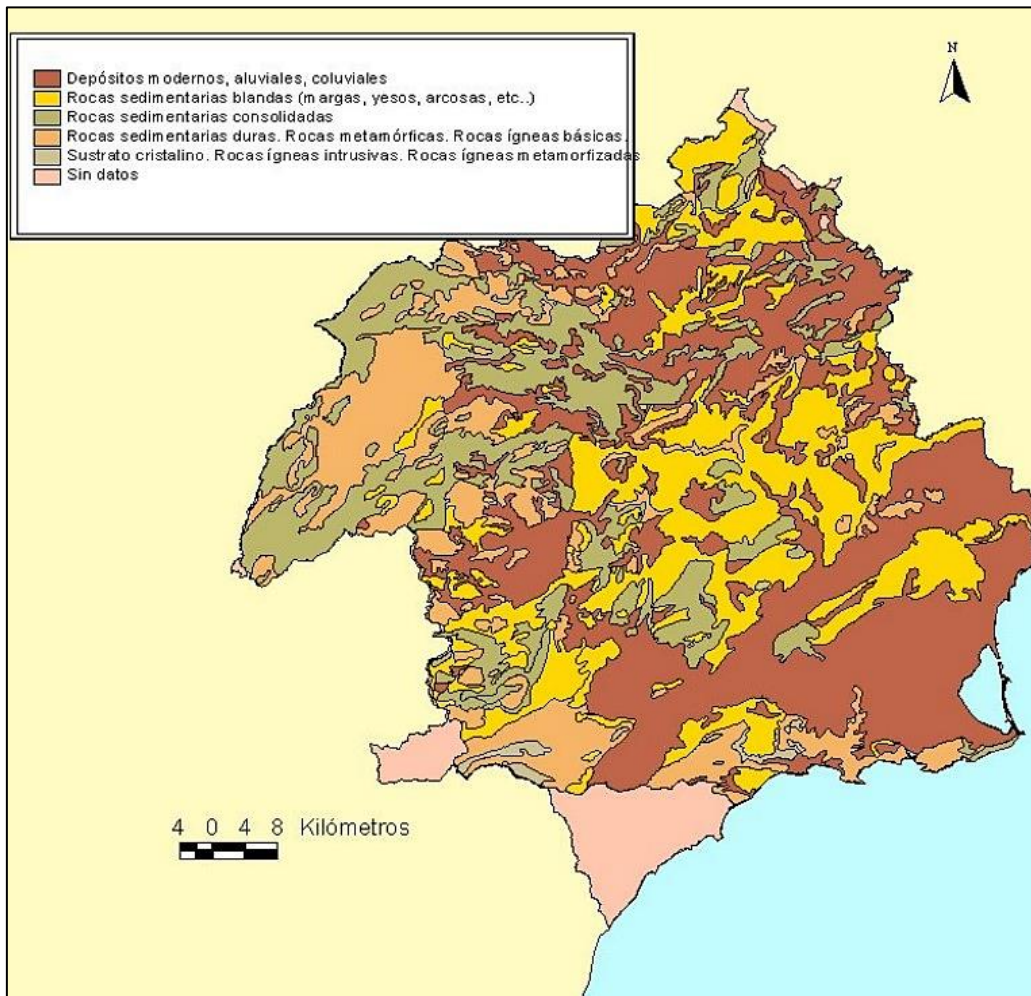 Depósitos modernos, aluviales, coluviales
Rocas sedimentarias blandas (margas, yesos, arcosas, etc..)
Rocas sedimentarias consolidadas
Rocas sedimentarias duras. Rocas metamórficas. Rocas ígneas básicas.
Sustrato cristalino. Rocas ígneas intrusivas. Rocas ígneas metamorfizadas
Sin datos
N
4 0 4 8 Kilómetros